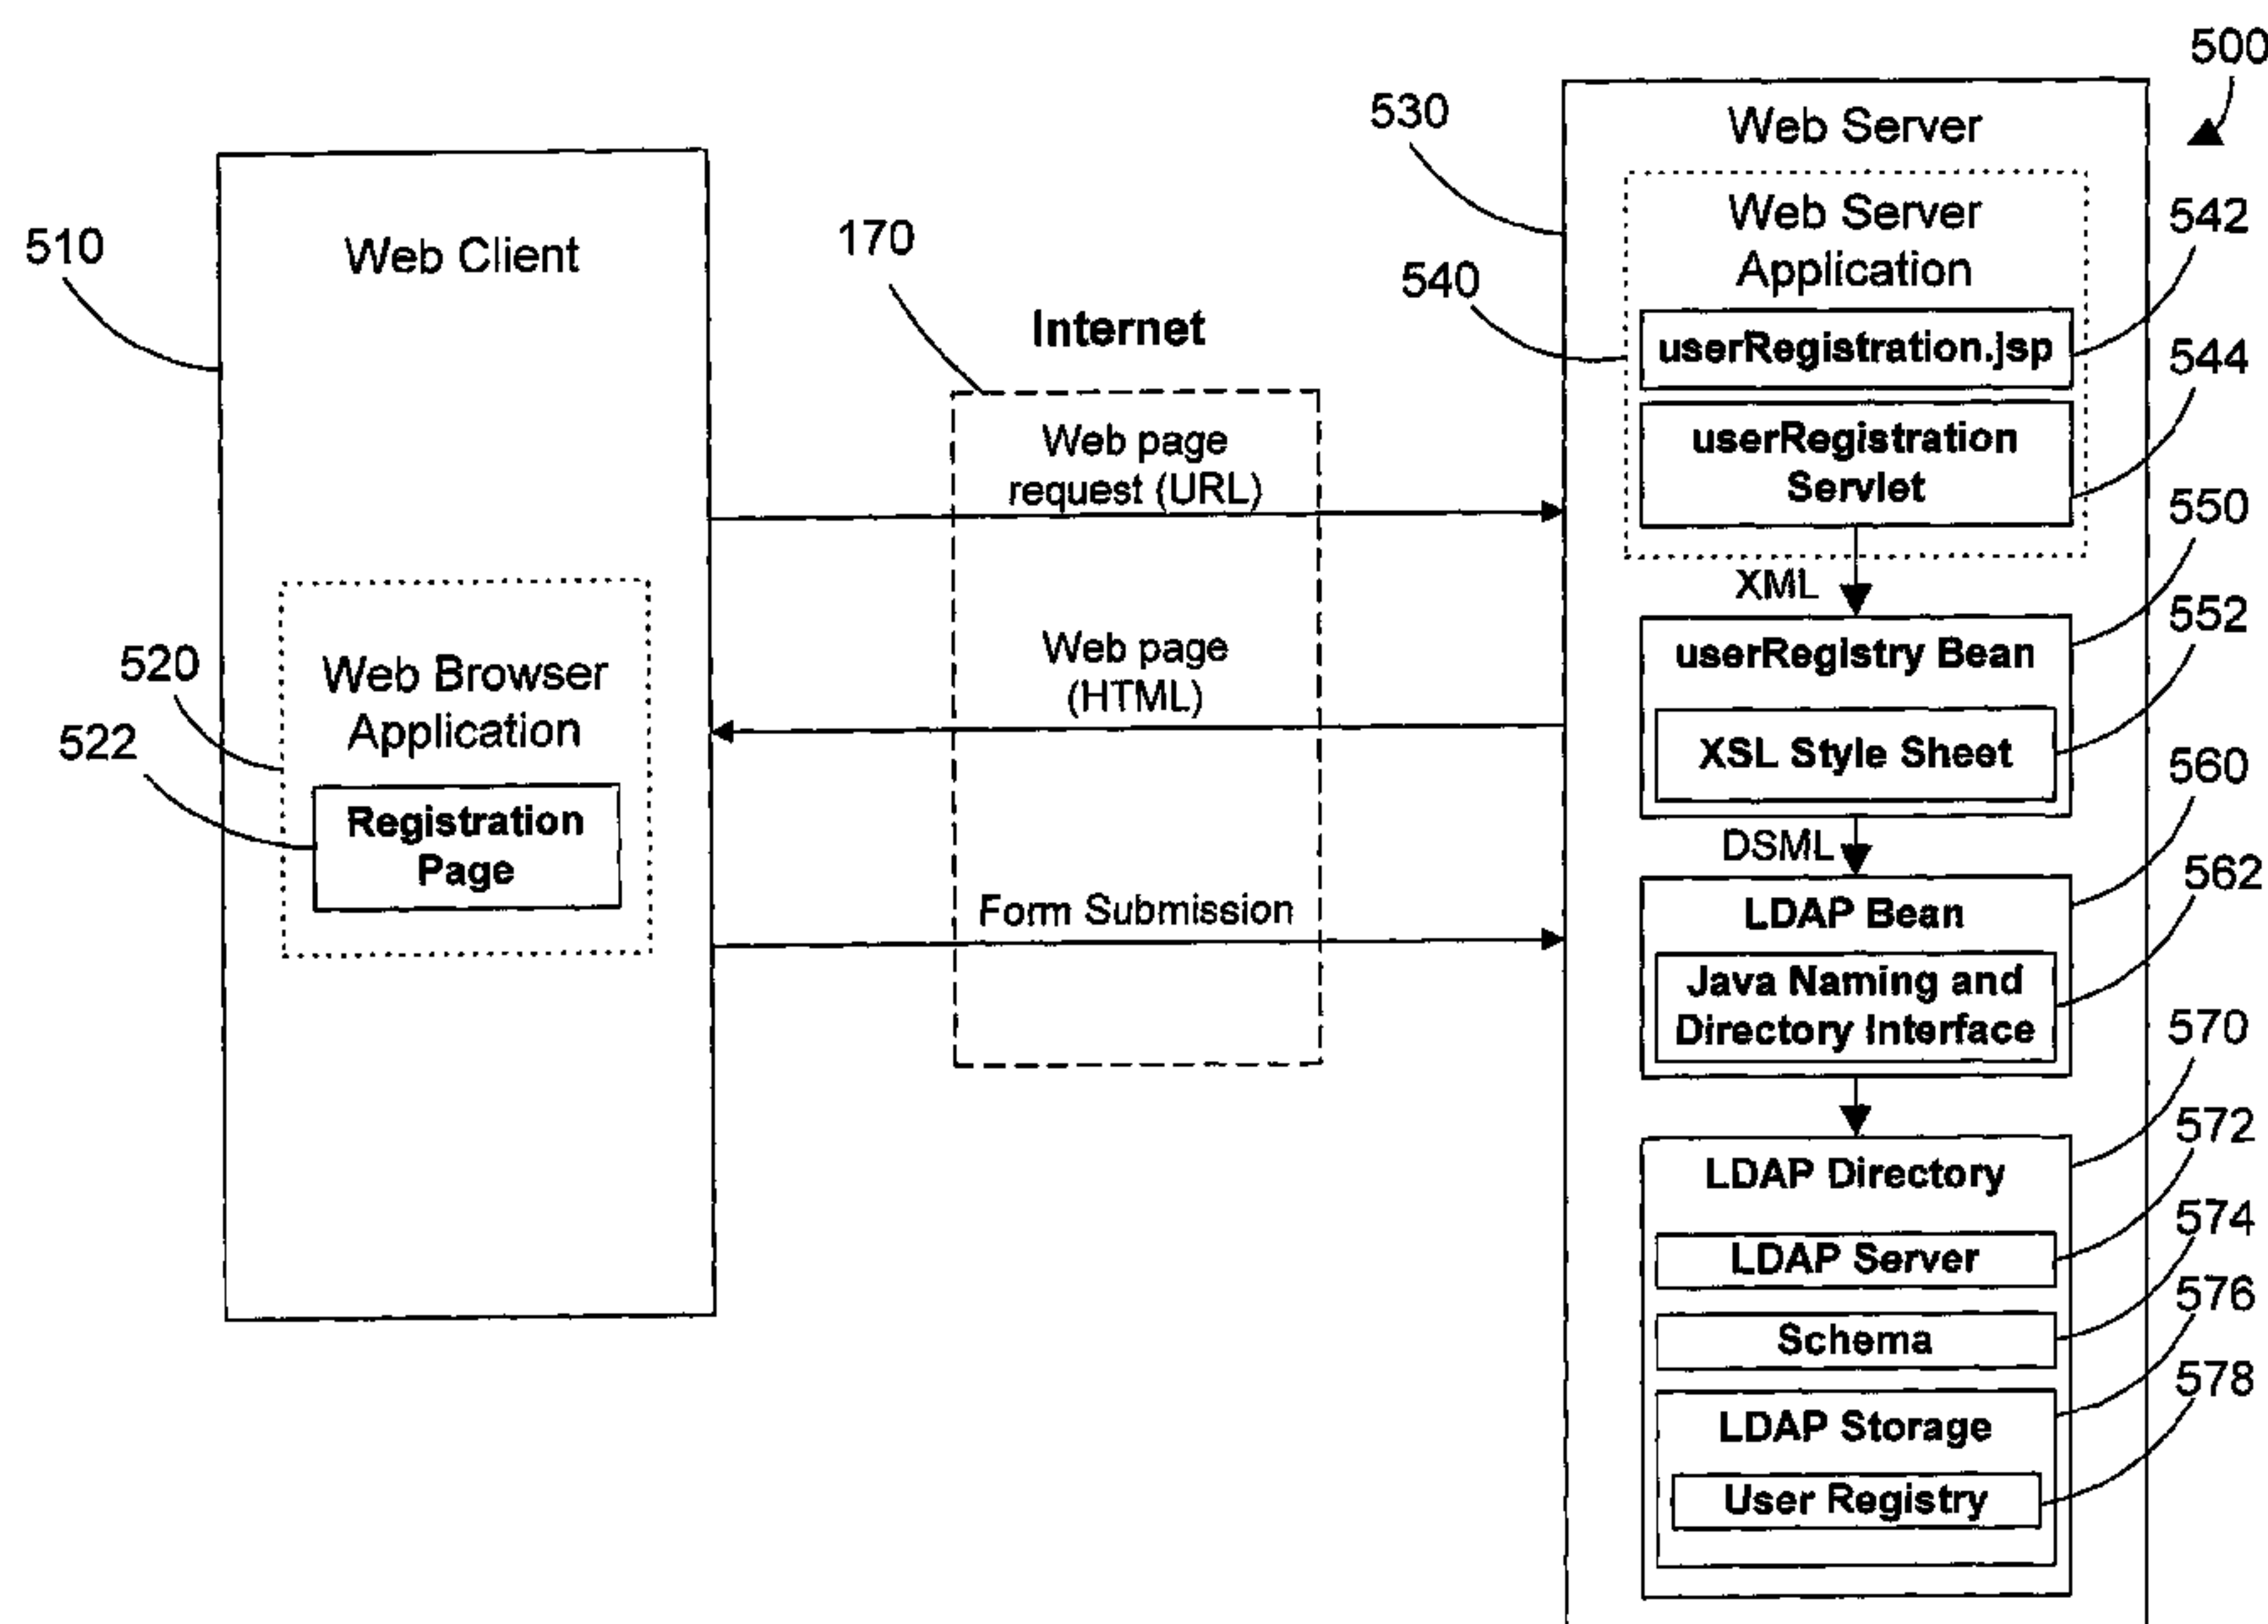 500
530
Web Server
Web Server
Application
542
540
userRegistration.jsp
544
userRegistration
Servlet
550
XML
552
userRegistry Bean
XSL Style Sheet
560
DSML
562
LDAP Bean
Java Naming and
Directory Interface
570
572
LDAP Directory
574
LDAP Server
576
Schema
578
LDAP Storage
User Registry
510
Web Client
170
Internet
Web page
request (URL)
Web page
(HTML)
Form Submission
520
Web Browser
Application
522
Registration
Page